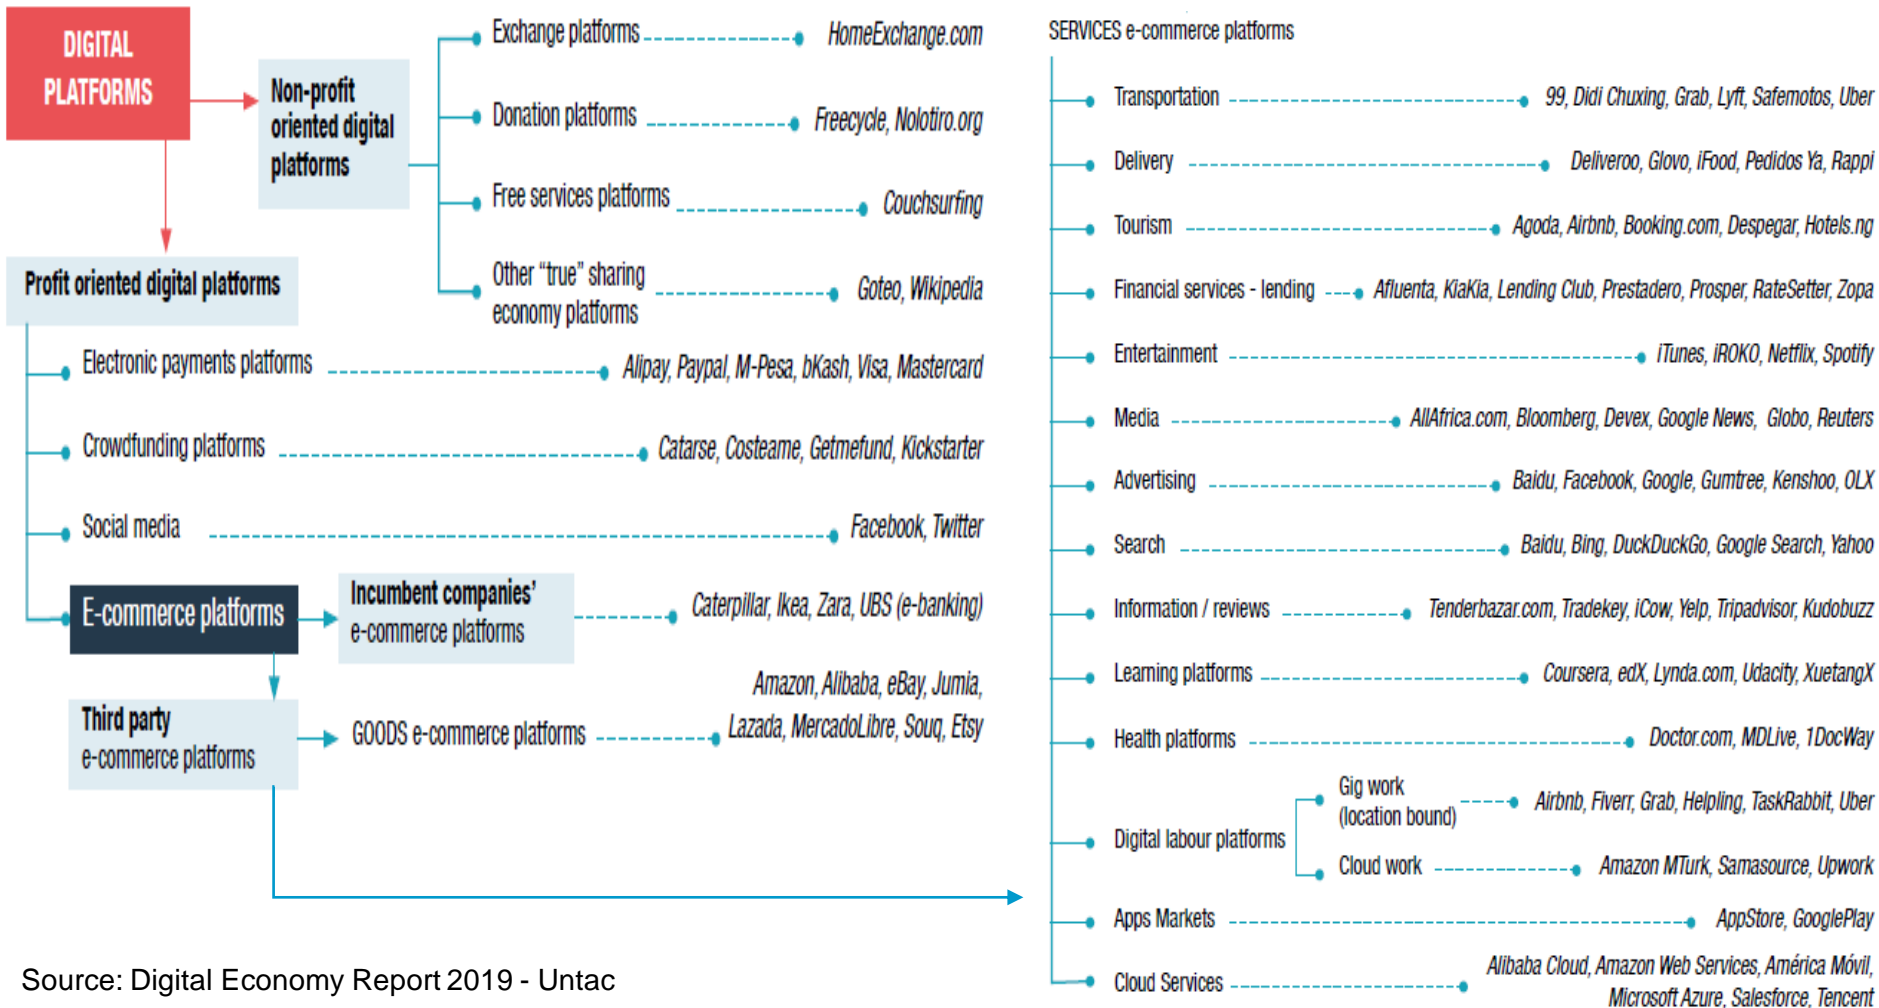 DIGITAL
PLATFORMS
Non-profit
oriented digital
platforms
Exchange platforms
HomeExchange.com
Donation platforms
Freecycle, Nolotiro.org
Free services platforms
Couchsurfing
Other “true” sharing
economy platforms
Goteo, Wikipedia
Profit oriented digital platforms
Electronic payments platforms
Alipay, Paypal, M-Pesa, bKash, Visa, Mastercard
Crowdfunding platforms
Catarse, Costeame, Getmefund, Kickstarter
Social media
Facebook, Twitter
E-commerce platforms
Incumbent companies’
e-commerce platforms
Caterpillar, Ikea, Zara, UBS (e-banking)
Third party
e-commerce platforms
GOODS e-commerce platforms
Amazon, Alibaba, eBay, Jumia,
Lazada, MercadoLibre, Souq, Etsy
SERVICES e-commerce platforms
Transportation
99, Didi Chuxing, Grab, Lyft, Safemotos, Uber
Delivery
Deliveroo, Glovo, iFood, Pedidos Ya, Rappi
Tourism
Agoda, Airbnb, Booking.com, Despegar, Hotels.ng
Financial services - lending
Afluenta, KiaKia, Lending Club, Prestadero, Prosper, RateSetter, Zopa
Entertainment
iTunes, iROKO, Netflix, Spotify
Media
AllAfrica.com, Bloomberg, Devex, Google News, Globo, Reuters
Advertising
Baidu, Facebook, Google, Gumtree, Kenshoo, OLX
Search
Baidu, Bing, DuckDuckGo, Google Search, Yahoo
Information / reviews
Tenderbazar.com, Tradekey, iCow, Yelp, Tripadvisor, Kudobuzz
Learning platforms
Coursera, edX, Lynda.com, Udacity, XuetangX
Health platforms
Doctor.com, MDLive, 1DocWay
Digital labour platforms
Gig work
(location bound)
Airbnb, Fiverr, Grab, Helpling, TaskRabbit, Uber
Cloud work
Amazon MTurk, Samasource, Upwork
Apps Markets
AppStore, GooglePlay
Cloud Services
Alibaba Cloud, Amazon Web Services, América Móvil,
Microsoft Azure, Salesforce, Tencent
Source: Digital Economy Report 2019 - Untac